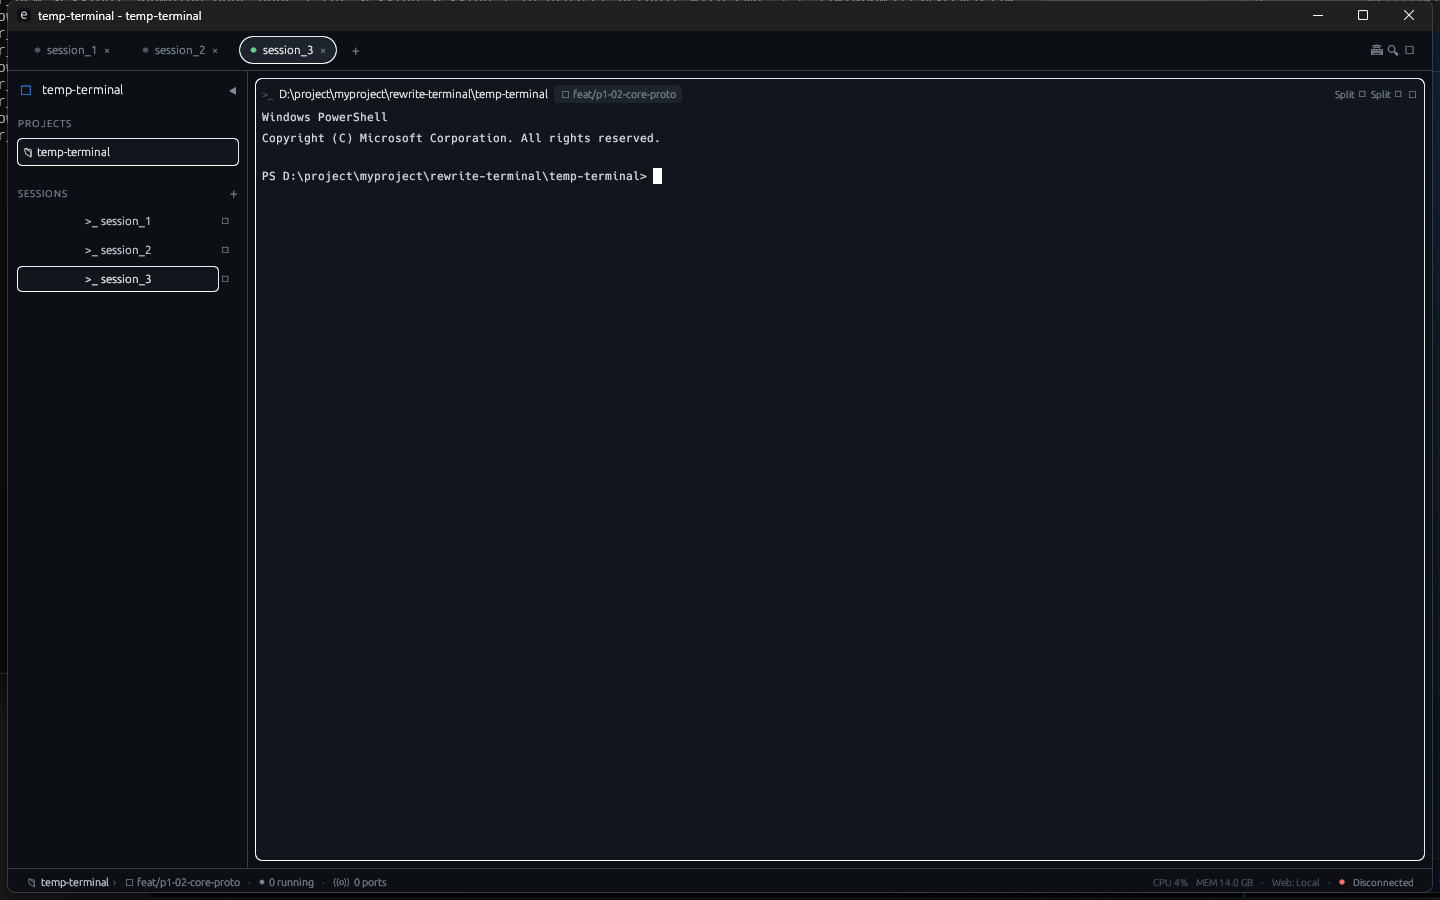 temp-terminal - temp-terminal
session_1 × session_2 × session_3 × +
temp-terminal
PROJECTS
temp-terminal
SESSIONS +
>_ session_1
>_ session_2
>_ session_3
>_ D:\project\myproject\rewrite-terminal\temp-terminal feat/p1-02-core-proto Split Split
Windows PowerShell
Copyright (C) Microsoft Corporation. All rights reserved.
PS D:\project\myproject\rewrite-terminal\temp-terminal>
temp-terminal › feat/p1-02-core-proto · 0 running · ((o)) 0 ports CPU 4% MEM 14.0 GB · Web: Local · Disconnected